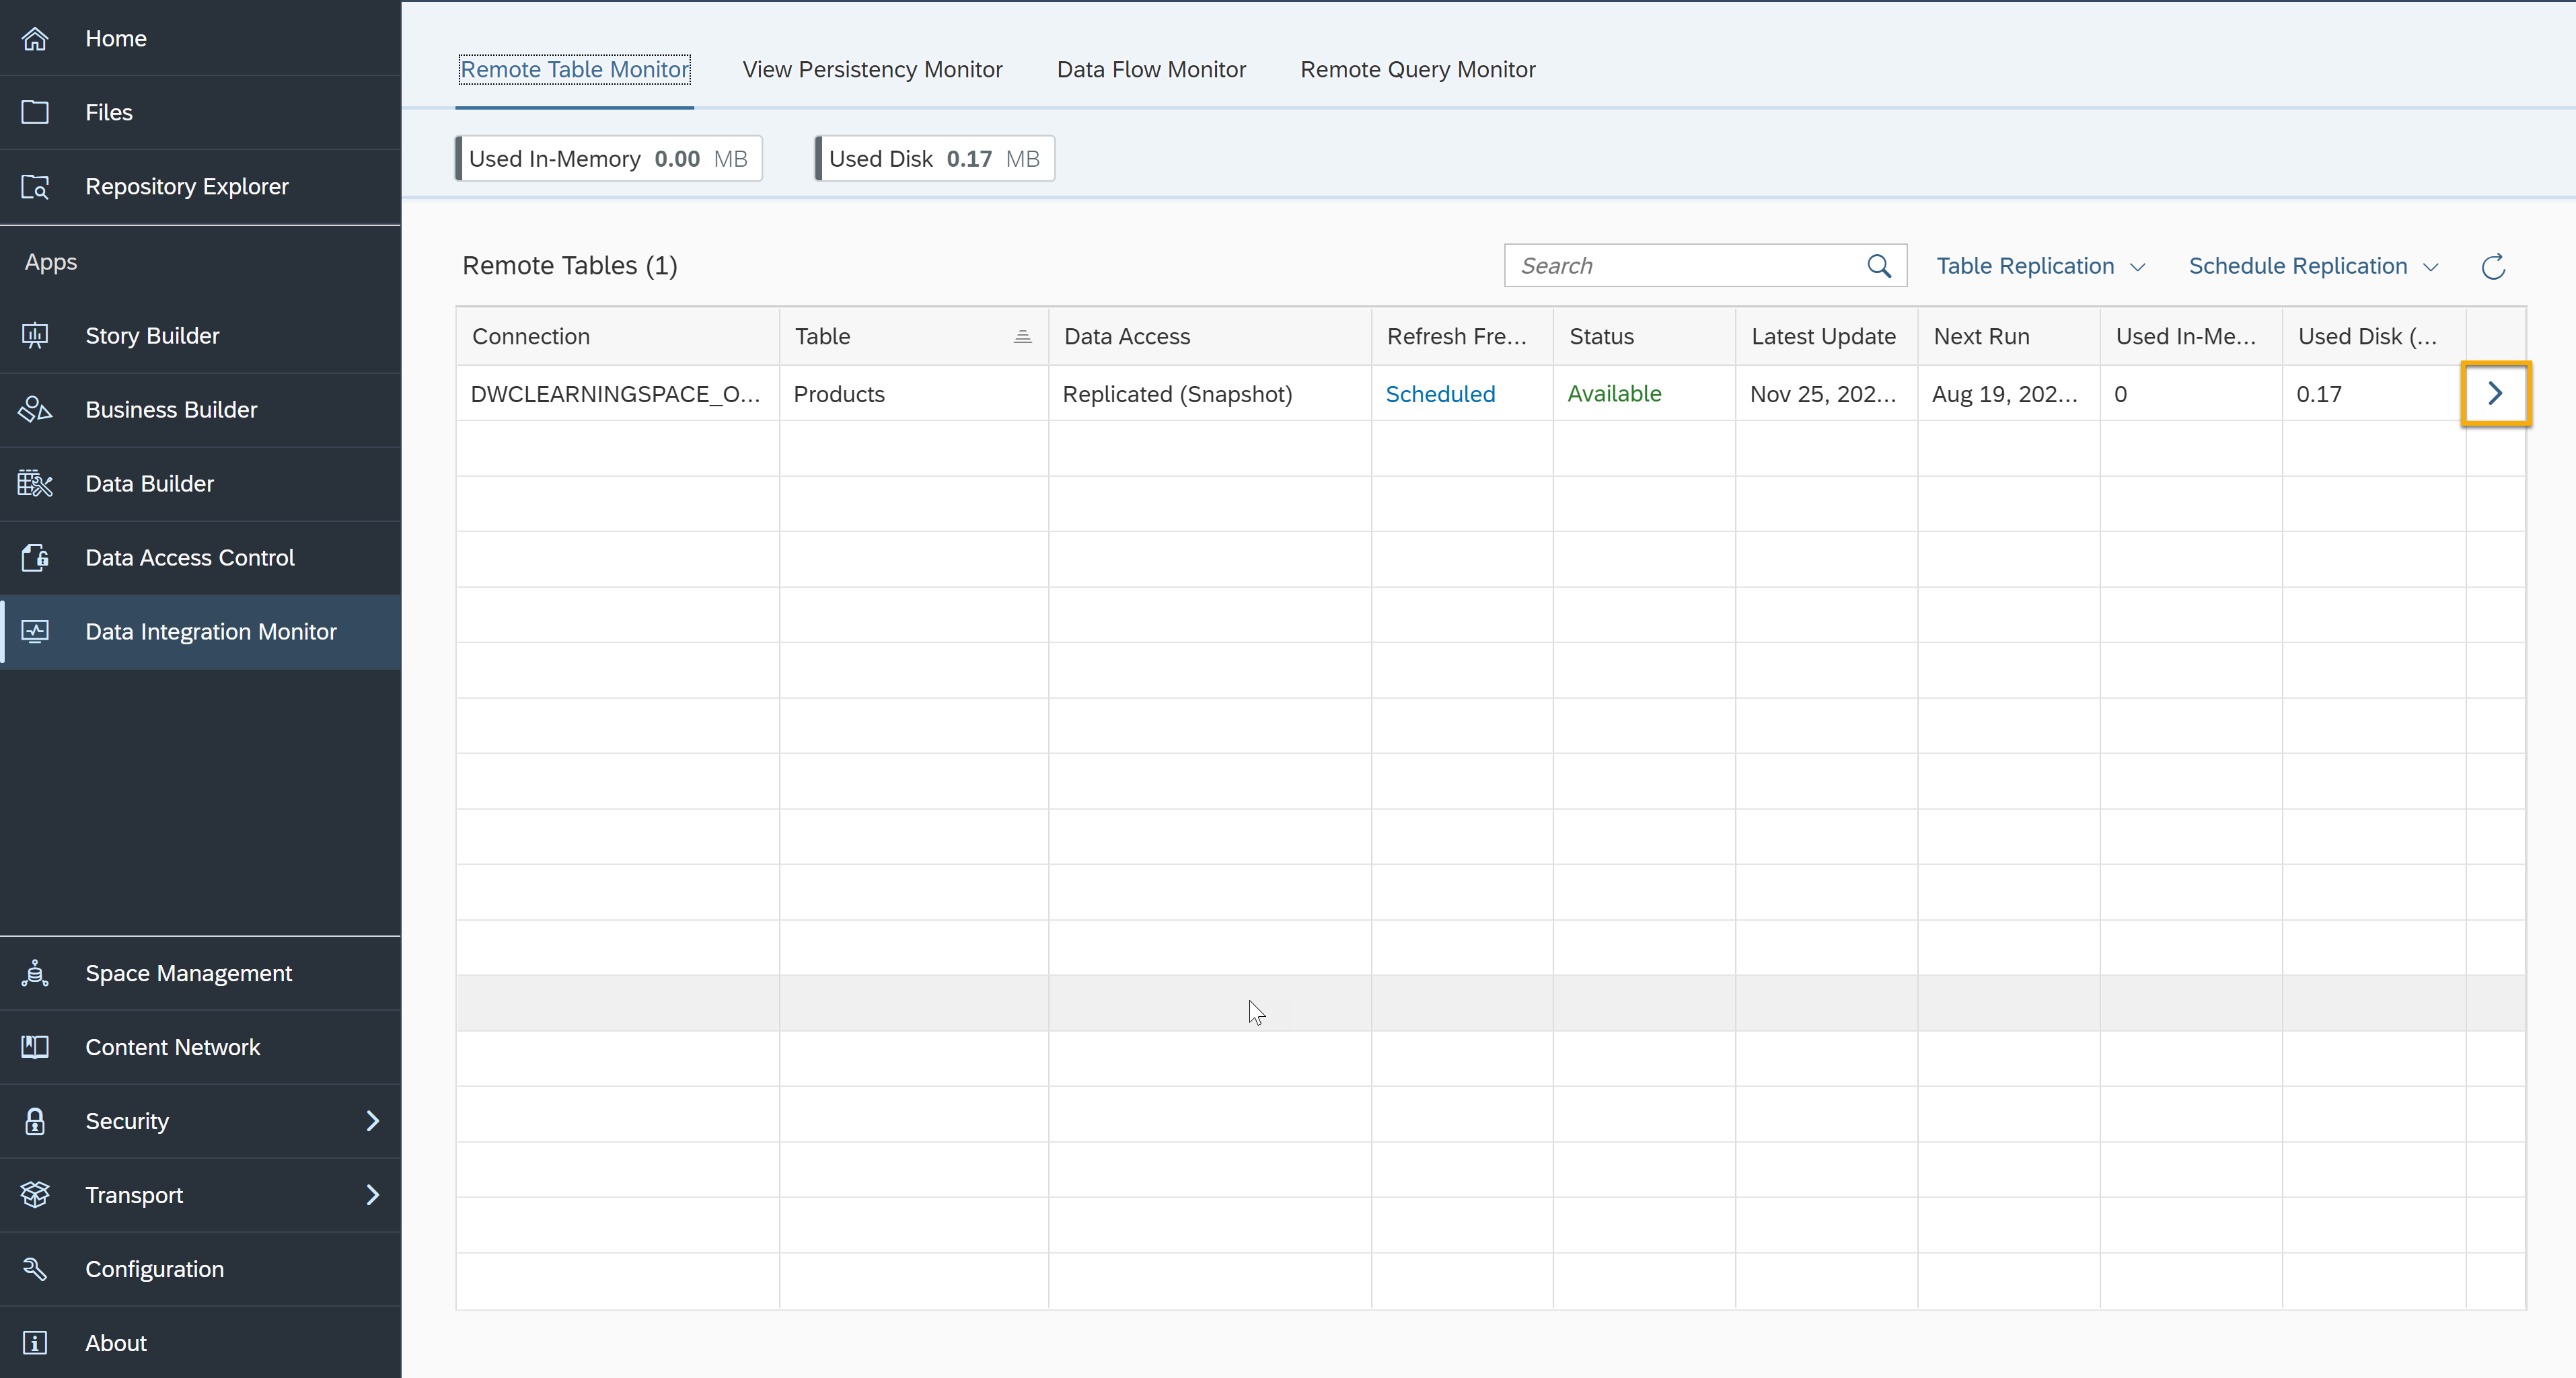 Home
Files
Repository Explorer
Apps
Story Builder
Business Builder
Data Builder
Data Access Control
Data Integration Monitor
Space Management
Content Network
Security
Transport
Configuration
About
Remote Table Monitor View Persistency Monitor Data Flow Monitor Remote Query Monitor
Used In-Memory 0.00 MB Used Disk 0.17 MB
Remote Tables (1) Search Table Replication Schedule Replication
Connection Table Data Access Refresh Fre... Status Latest Update Next Run Used In-Me... Used Disk (...
DWCLEARNINGSPACE_O... Products Replicated (Snapshot) Scheduled Available Nov 25, 202... Aug 19, 202... 0 0.17